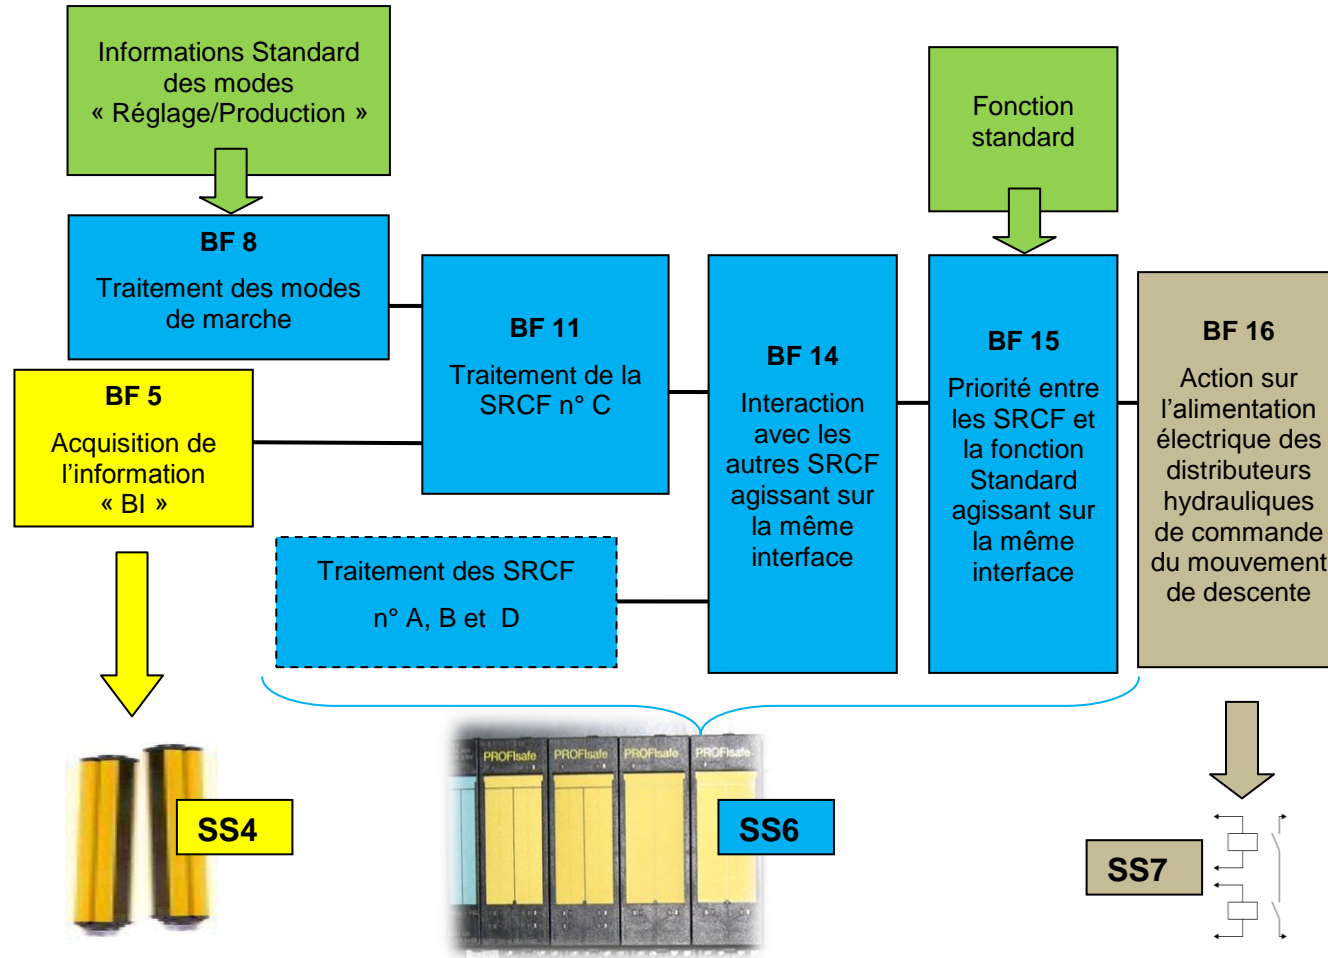 Informations Standard
des modes
« Réglage/Production »
Fonction
standard
BF 8
Traitement des modes
de marche
BF 5
Acquisition de
l'information
« BI »
BF 11
Traitement de la
SRCF n° C
Traitement des SRCF
n° A, B et D
BF 14
Interaction
avec les
autres SRCF
agissant sur
la même
interface
BF 15
Priorité entre
les SRCF et
la fonction
Standard
agissant sur
la même
interface
BF 16
Action sur
l'alimentation
électrique des
distributeurs
hydrauliques
de commande
du mouvement
de descente
PROFIsafe
PROFIsafe
PROFIsafe
PROFIsafe
SS4
SS6
SS7